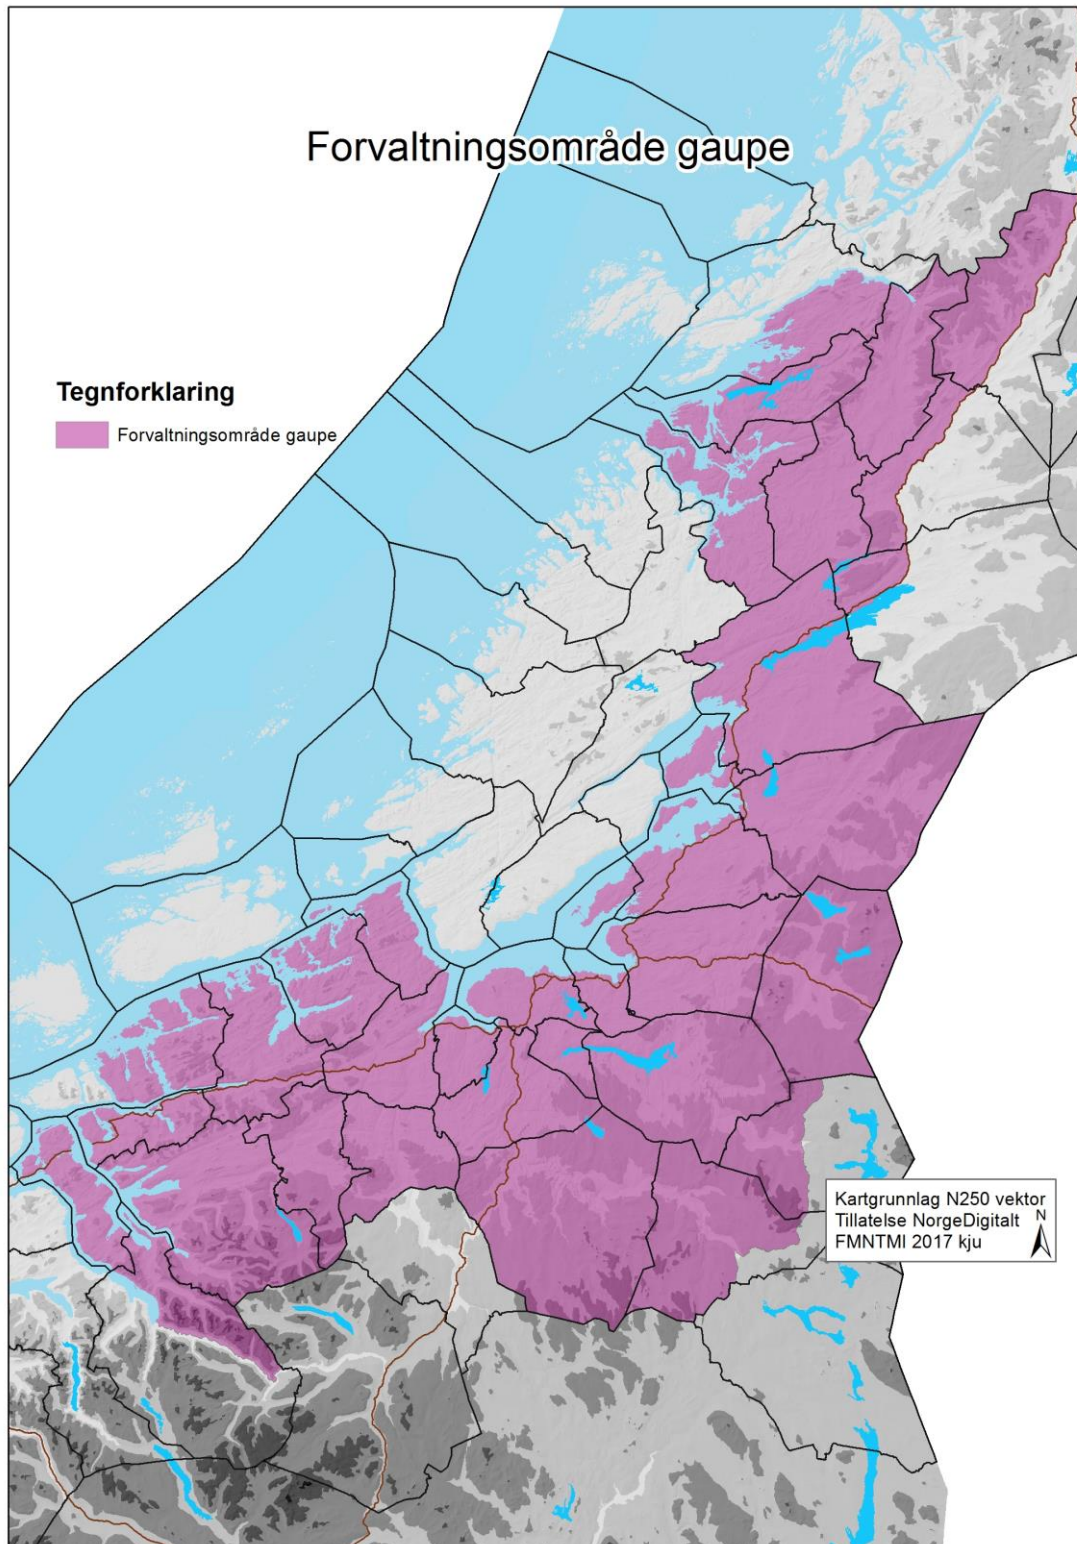 Forvaltningsområde gaupe
Tegnforklaring
Forvaltningsområde gaupe
Kartgrunnlag N250 vektor
Tillatelse NorgeDigitalt
FMNTMI 2017 kju
N